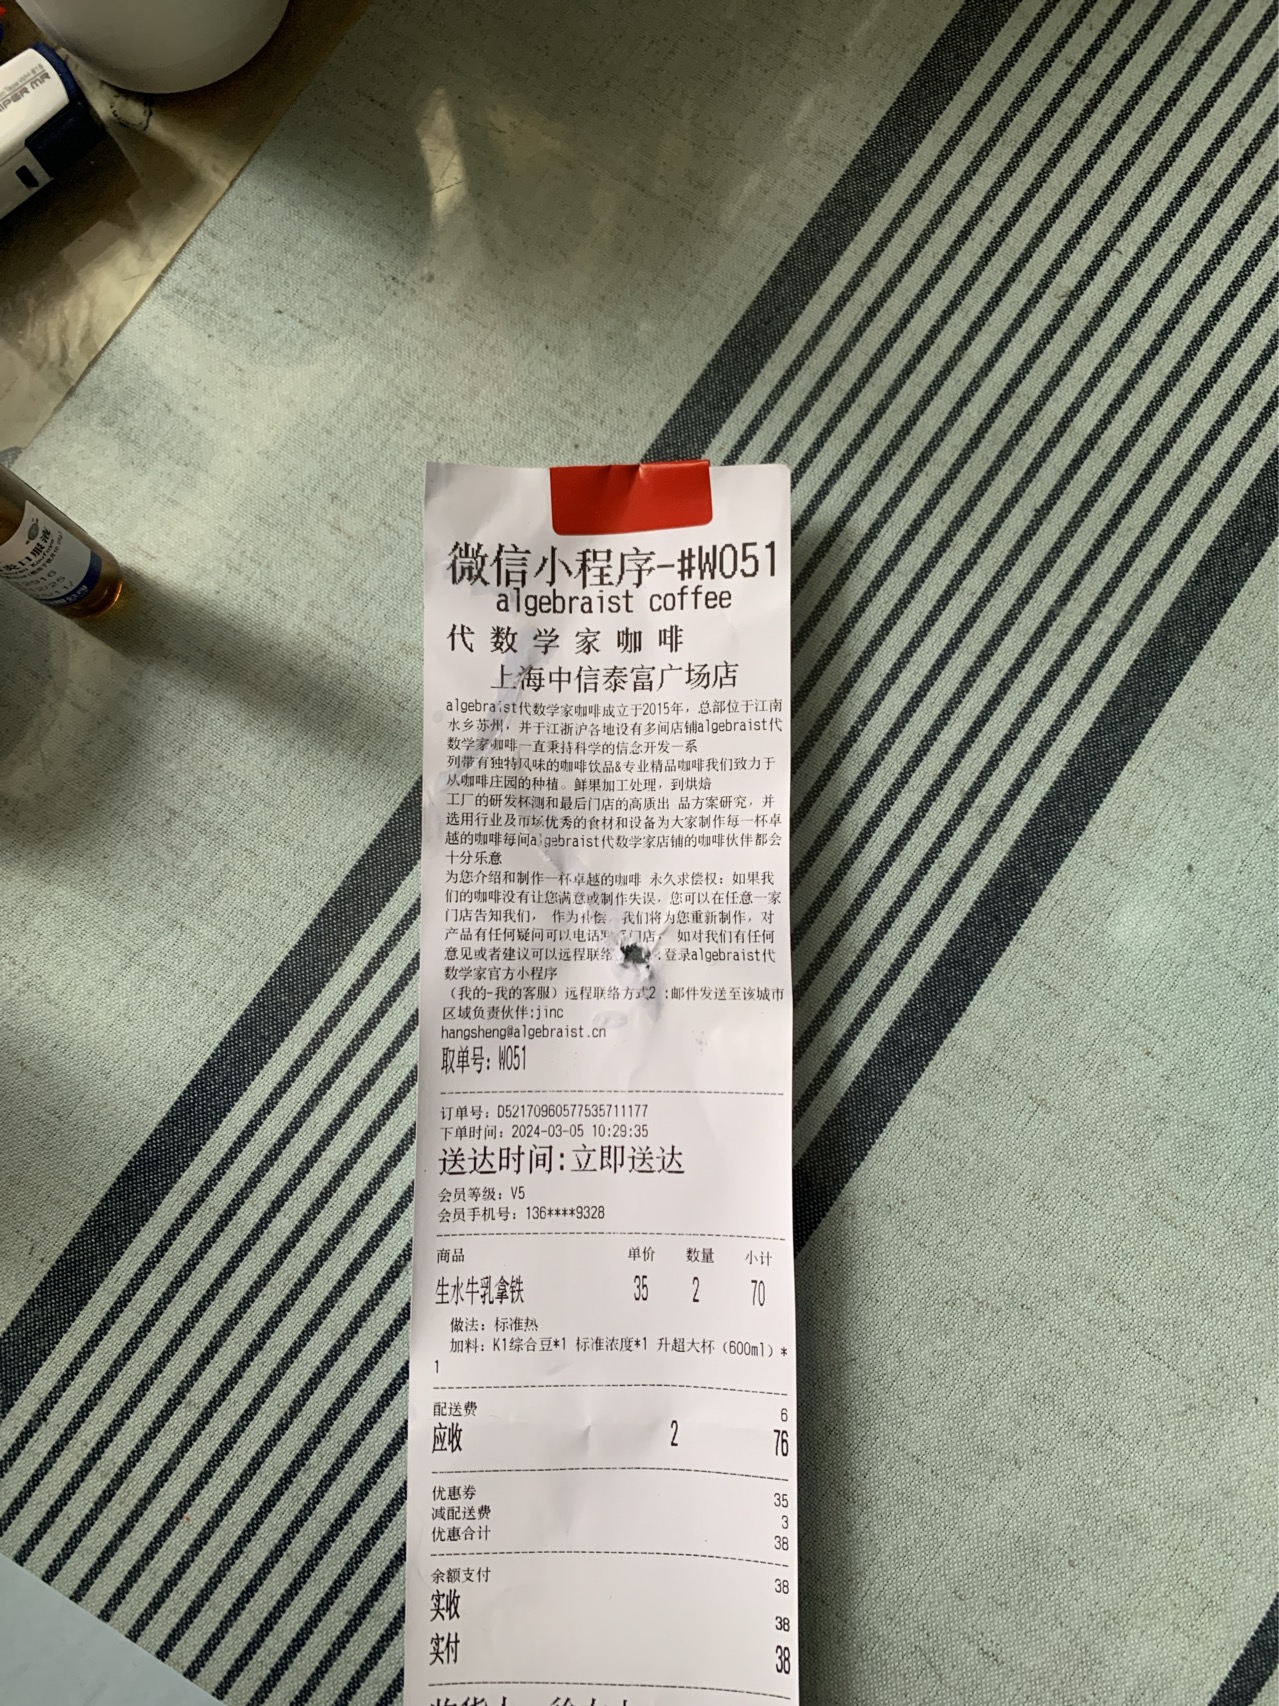 微信小程序-#W051
algebraist coffee
代数学家咖啡
上海中信泰富广场店
algebraist代数学家咖啡成立于2015年，总部位于江南
水乡苏州，并于江浙沪各地设有多间店铺algebraist代
数学家咖啡一直秉持科学的信念开发一系
列带有独特风味的咖啡饮品&专业精品咖啡我们致力于
从咖啡庄园的种植。鲜果加工处理，到烘焙
工厂的研发杯测和最后门店的高质出 品方案研究，并
选用行业及市场优秀的食材和设备为大家制作每一杯卓
越的咖啡每间algebraist代数学家店铺的咖啡伙伴都会
十分乐意
为您介绍和制作一杯卓越的咖啡 永久求偿权：如果我
们的咖啡没有让您满意或制作失误，您可以在任意一家
门店告知我们， 作为补偿 我们将为您重新制作，对
产品有任何疑问可以电话 门店； 如对我们有任何
意见或者建议可以远程联络 :登录algebraist代
数学家官方小程序
（我的-我的客服）远程联络方式2 :邮件发送至该城市
区域负责伙伴:jinc
hangsheng@algebraist.cn
取单号：W051
订单号：D52170960577535711177
下单时间：2024-03-05 10:29:35
送达时间:立即送达
会员等级：V5
会员手机号：136****9328
商品 单价 数量 小计
生水牛乳拿铁 35 2 70
做法：标准热
加料：K1综合豆*1 标准浓度*1 升超大杯（600ml）*
1
配送费 6
应收 2 76
优惠券 35
减配送费 3
优惠合计 38
余额支付 38
实收 38
实付 38